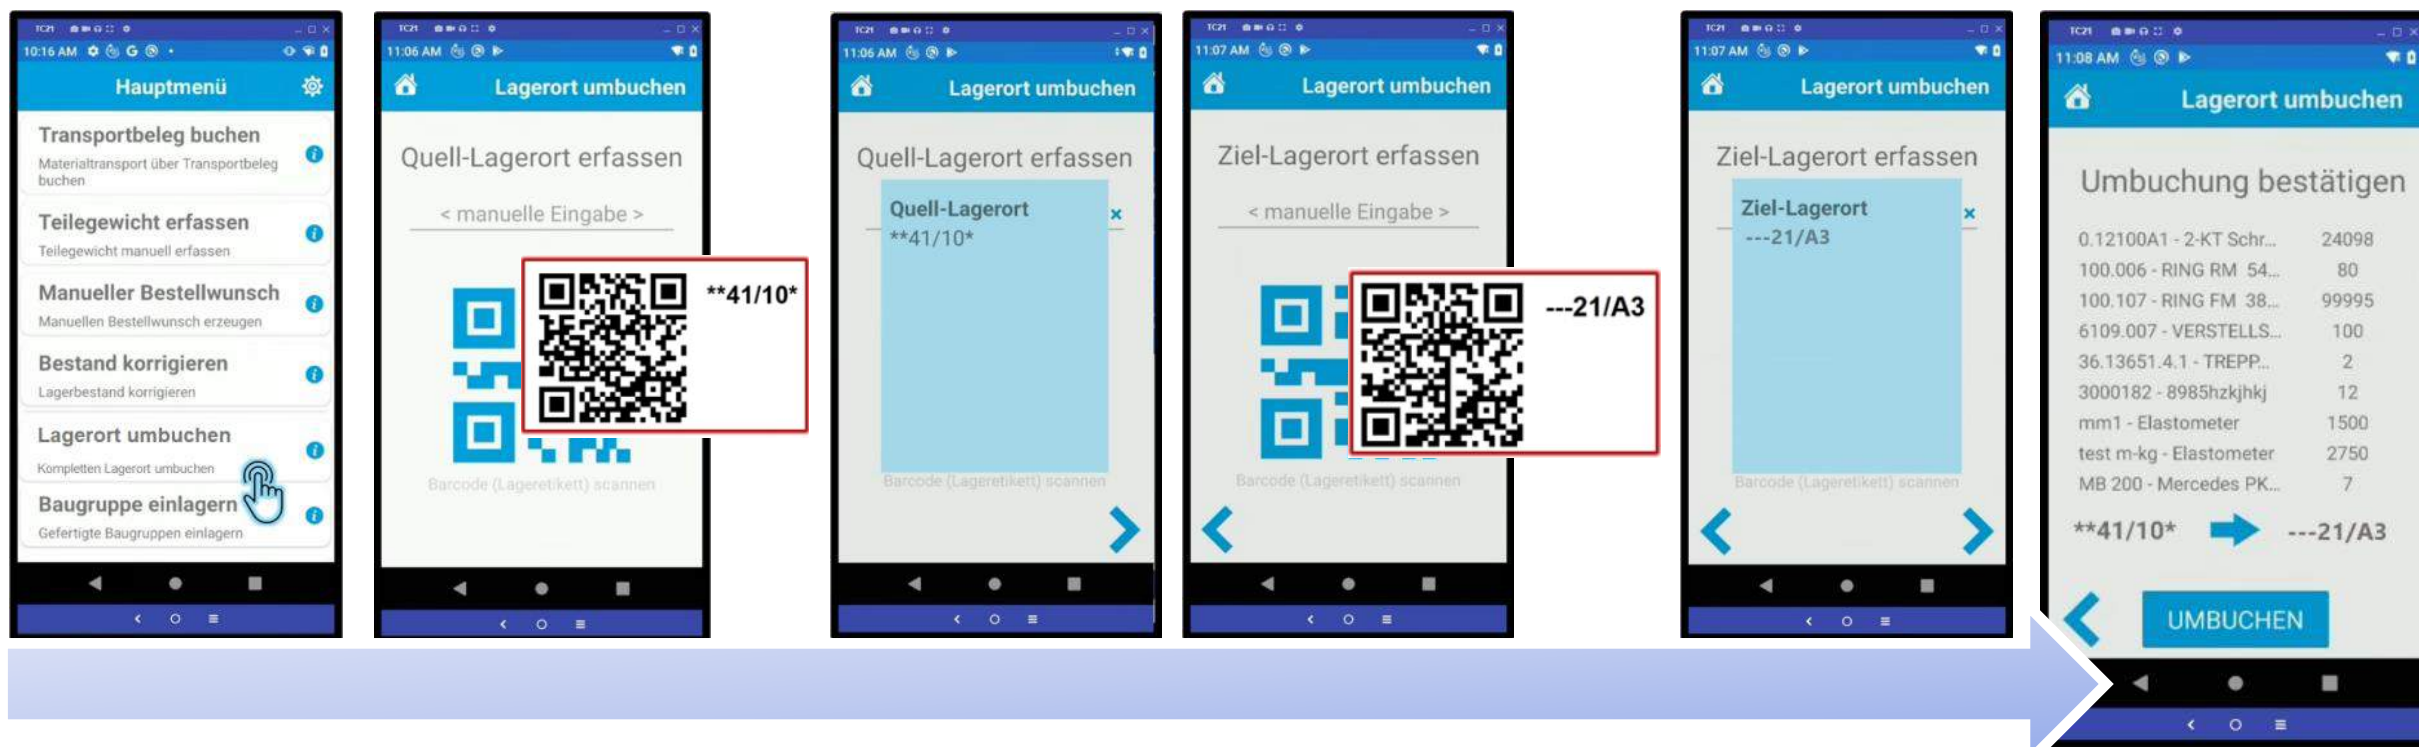 TC21
10:16 AM
Hauptmenü
Transportbeleg buchen
Materialtransport über Transportbeleg
buchen
Teilegewicht erfassen
Teilegewicht manuell erfassen
Manueller Bestellwunsch
Manuellen Bestellwunsch erzeugen
Bestand korrigieren
Lagerbestand korrigieren
Lagerort umbuchen
Kompletten Lagerort umbuchen
Baugruppe einlagern
Gefertigte Baugruppen einlagern
TC21
11:06 AM
Lagerort umbuchen
Quell-Lagerort erfassen
< manuelle Eingabe >
**41/10*
Barcode (Lageretikett) scannen
TC21
11:06 AM
Lagerort umbuchen
Quell-Lagerort erfassen
Quell-Lagerort
**41/10*
Barcode (Lageretikett) scannen
TC21
11:07 AM
Lagerort umbuchen
Ziel-Lagerort erfassen
< manuelle Eingabe >
---21/A3
Barcode (Lageretikett) scannen
TC21
11:07 AM
Lagerort umbuchen
Ziel-Lagerort erfassen
Ziel-Lagerort
---21/A3
Barcode (Lageretikett) scannen
TC21
11:08 AM
Lagerort umbuchen
Umbuchung bestätigen
0.12100A1 - 2-KT Schr... 24098
100.006 - RING RM 54... 80
100.107 - RING FM 38... 99995
6109.007 - VERSTELLS... 100
36.13651.4.1 - TREPP... 2
3000182 - 8985hzkjhkj 12
mm1 - Elastometer 1500
test m-kg - Elastometer 2750
MB 200 - Mercedes PK... 7
**41/10* ---21/A3
UMBUCHEN